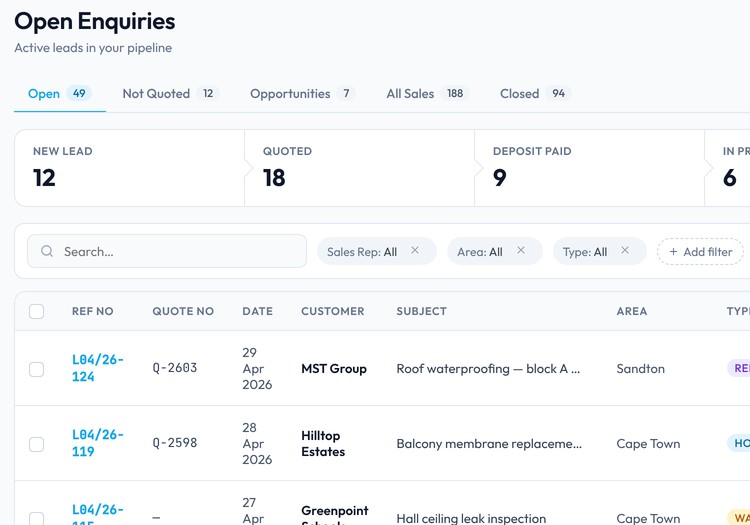 Open Enquiries
Active leads in your pipeline
Open 49 Not Quoted 12 Opportunities 7 All Sales 188 Closed 94
NEW LEAD QUOTED DEPOSIT PAID
12 18 9 6
Search... Sales Rep: All × Area: All × Type: All × + Add filter
REF NO QUOTE NO DATE CUSTOMER SUBJECT AREA
L04/26-124 Q-2603 29 Apr 2026 MST Group Roof waterproofing — block A ... Sandton
L04/26-119 Q-2598 28 Apr 2026 Hilltop Estates Balcony membrane replaceme... Cape Town
L04/26- — 27 Apr Greenpoint Hall ceiling leak inspection Cape Town